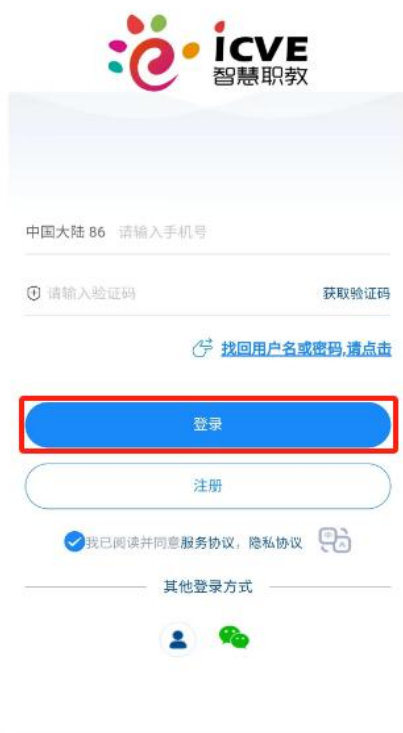 icve
智慧职教
中国大陆 86 请输入手机号
请输入验证码 获取验证码
找回用户名或密码,请点击
登录
注册
我已阅读并同意服务协议，隐私协议
其他登录方式